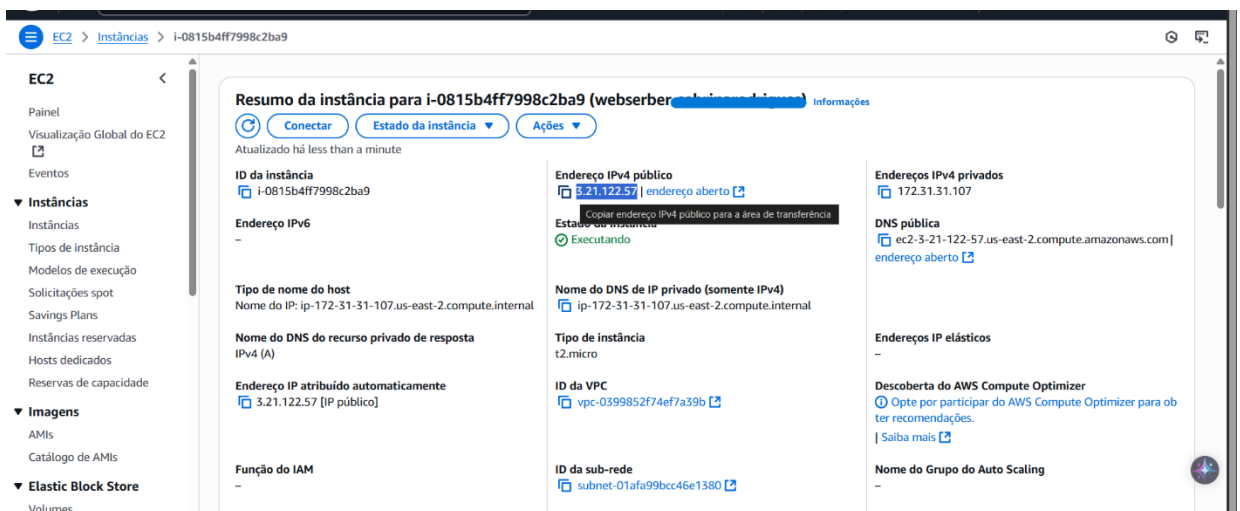 EC2 > Instâncias > i-0815b4ff7998c2ba9
EC2
Painel
Visualização Global do EC2
Eventos
Instâncias
Instâncias
Tipos de instância
Modelos de execução
Solicitações spot
Savings Plans
Instâncias reservadas
Hosts dedicados
Reservas de capacidade
Imagens
AMIs
Catálogo de AMIs
Elastic Block Store
Volumes
Resumo da instância para i-0815b4ff7998c2ba9 (webserber Informações
Conectar
Estado da instância
Ações
Atualizado há less than a minute
ID da instância
i-0815b4ff7998c2ba9
Endereço IPv4 público
3.21.122.57 | endereço aberto
Copiar endereço IPv4 público para a área de transferência
Endereços IPv4 privados
172.31.31.107
Endereço IPv6
–
Estado da instância
Executando
DNS pública
ec2-3-21-122-57.us-east-2.compute.amazonaws.com |
endereço aberto
Tipo de nome do host
Nome do IP: ip-172-31-31-107.us-east-2.compute.internal
Nome do DNS de IP privado (somente IPv4)
ip-172-31-31-107.us-east-2.compute.internal
Nome do DNS do recurso privado de resposta
IPv4 (A)
Tipo de instância
t2.micro
Endereços IP elásticos
–
Endereço IP atribuído automaticamente
3.21.122.57 [IP público]
ID da VPC
vpc-0399852f74ef7a39b
Descoberta do AWS Compute Optimizer
Opte por participar do AWS Compute Optimizer para ob
ter recomendações.
| Saiba mais
Função do IAM
–
ID da sub-rede
subnet-01afa99bcc46e1380
Nome do Grupo do Auto Scaling
–